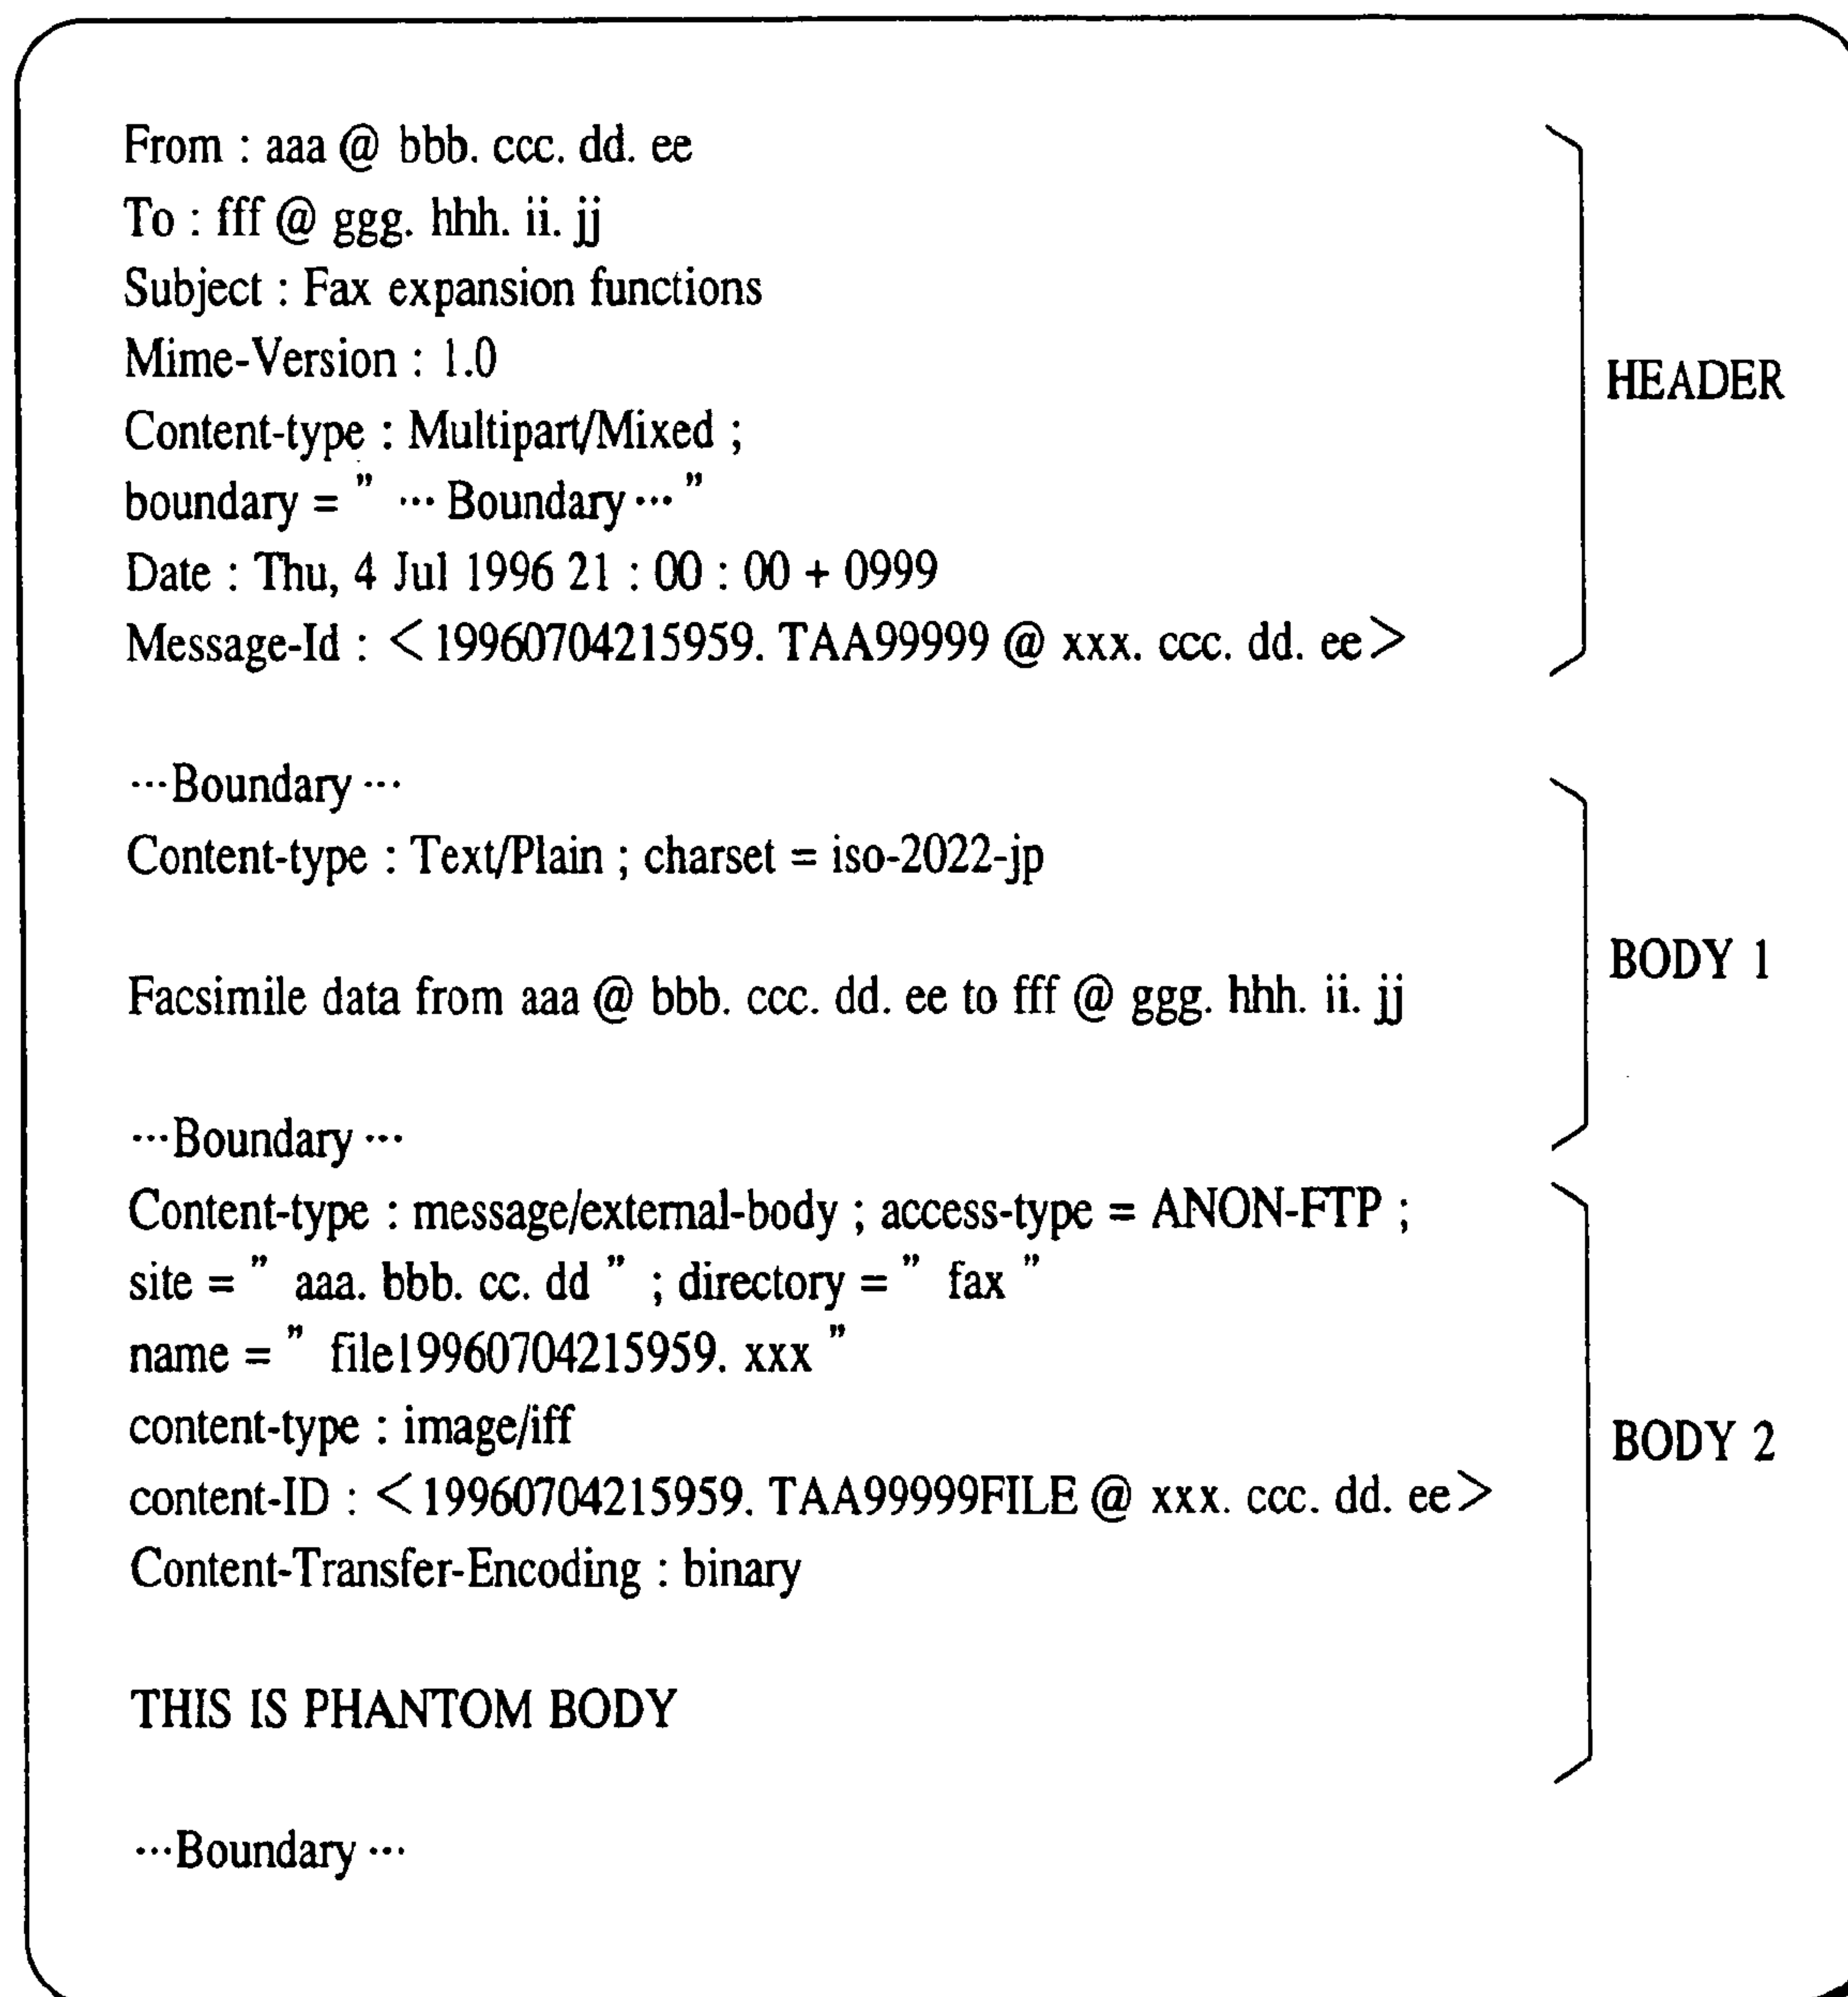 From : aaa @ bbb. ccc. dd. ee
To : fff @ ggg. hhh. ii. jj
Subject : Fax expansion functions
Mime-Version : 1.0
Content-type : Multipart/Mixed ;
boundary = ” ··· Boundary ··· ”
Date : Thu, 4 Jul 1996 21 : 00 : 00 + 0999
Message-Id : <19960704215959. TAA99999 @ xxx. ccc. dd. ee>
HEADER
···Boundary ···
Content-type : Text/Plain ; charset = iso-2022-jp
Facsimile data from aaa @ bbb. ccc. dd. ee to fff @ ggg. hhh. ii. jj
BODY 1
···Boundary ···
Content-type : message/external-body ; access-type = ANON-FTP ;
site = ” aaa. bbb. cc. dd ” ; directory = ” fax ”
name = ” file19960704215959. xxx ”
content-type : image/iff
content-ID : <19960704215959. TAA99999FILE @ xxx. ccc. dd. ee>
Content-Transfer-Encoding : binary
THIS IS PHANTOM BODY
BODY 2
···Boundary ···